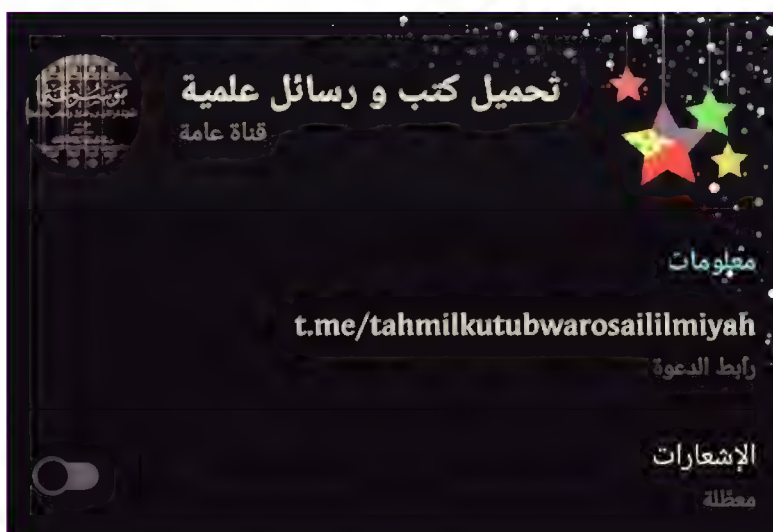 تحميل كتب و رسائل علمية
قناة عامة
معلومات
t.me/tahmilkutubwarosaililmiyah
رابط الدعوة
الإشعارات
معطلة